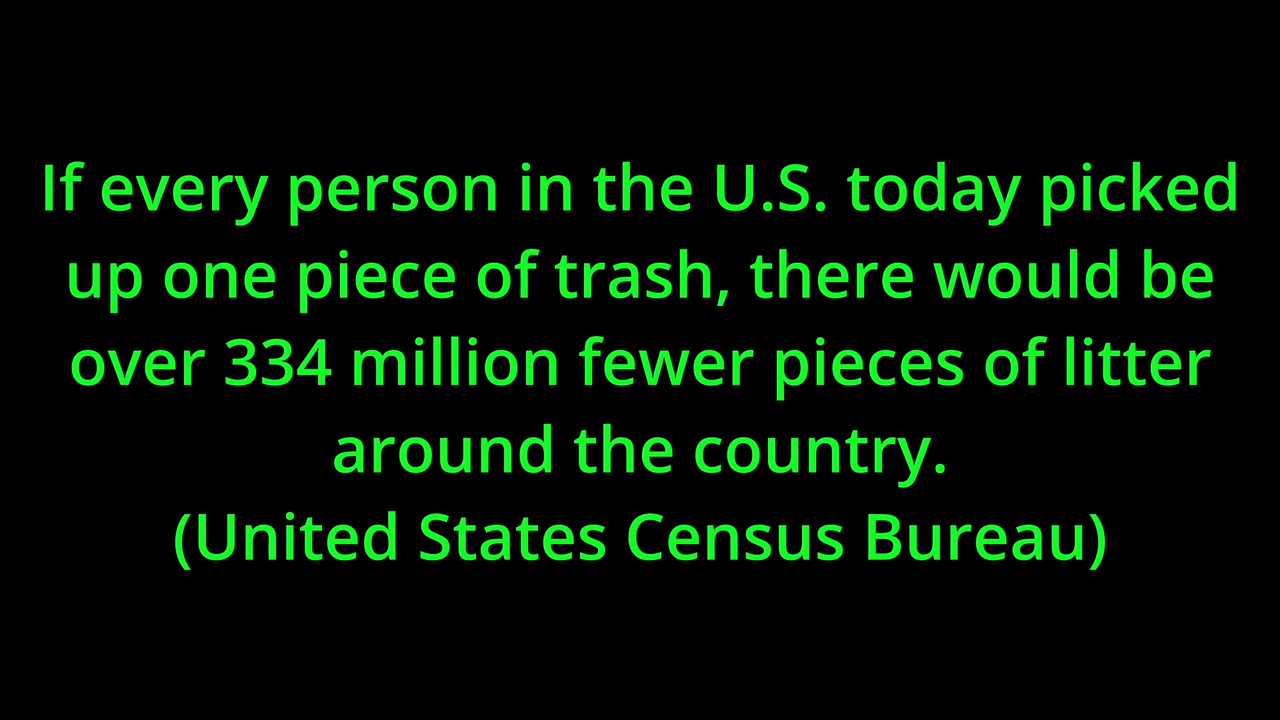 If every person in the U.S. today picked
up one piece of trash, there would be
over 334 million fewer pieces of litter
around the country.
(United States Census Bureau)